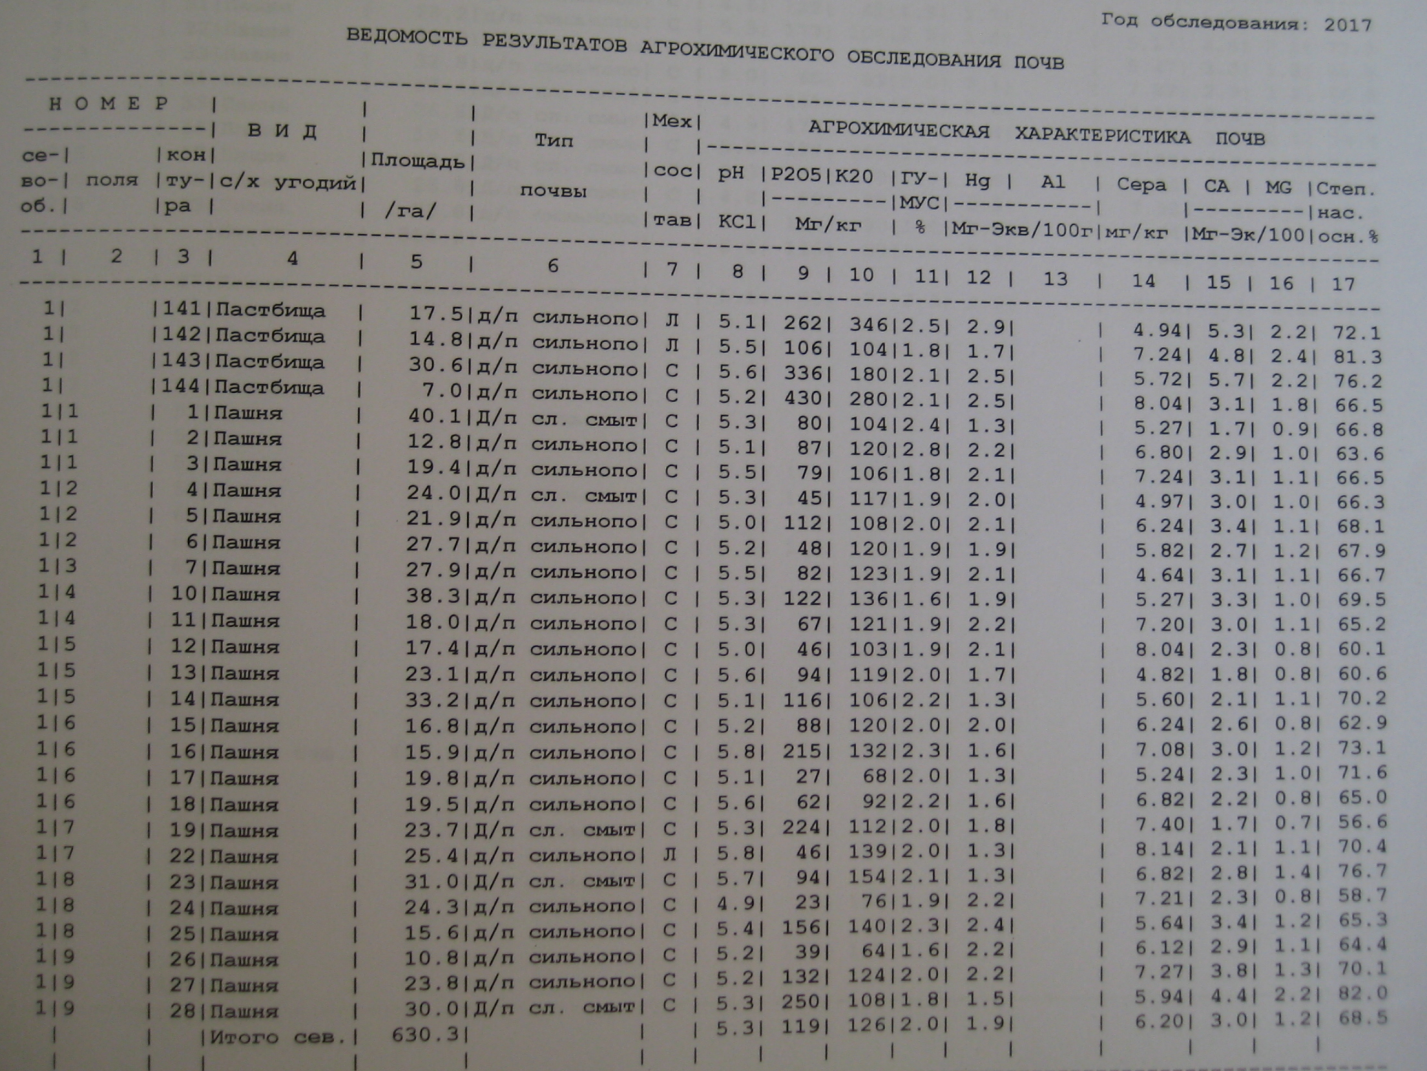 Год обследования: 2017
ВЕДОМОСТЬ РЕЗУЛЬТАТОВ АГРОХИМИЧЕСКОГО ОБСЛЕДОВАНИЯ ПОЧВ
Н О М Е Р | | | |Мех| АГРОХИМИЧЕСКАЯ ХАРАКТЕРИСТИКА ПОЧВ
се-| |кон| В И Д |Площадь| Тип | С |
во-| поля |ту-|с/х угодий| | почвы |сос| pH |P2O5|K2O |ГУ-| Hg | Al | Сера | CA | MG |Степ.
об.| |ра | | /га/ | |тав| KCl| Мг/кг |МУС| | | |нас.
| % |Мг-Экв/100г|мг/кг |Мг-Эк/100|осн.%
1 | 2 | 3 | 4 | 5 | 6 | 7 | 8 | 9 | 10 | 11| 12 | 13 | 14 | 15 | 16 | 17
1| |141|Пастбища | 17.5|д/п сильнопо| Л | 5.1| 262| 346|2.5| 2.9| | 4.94| 5.3| 2.2| 72.1
1| |142|Пастбища | 14.8|д/п сильнопо| Л | 5.5| 106| 104|1.8| 1.7| | 7.24| 4.8| 2.4| 81.3
1| |143|Пастбища | 30.6|д/п сильнопо| С | 5.6| 336| 180|2.1| 2.5| | 5.72| 5.7| 2.2| 76.2
1| |144|Пастбища | 7.0|д/п сильнопо| С | 5.2| 430| 280|2.1| 2.5| | 8.04| 3.1| 1.8| 66.5
1|1 | 1|Пашня | 40.1|Д/п сл. смыт| С | 5.3| 80| 104|2.4| 1.3| | 5.27| 1.7| 0.9| 66.8
1|1 | 2|Пашня | 12.8|д/п сильнопо| С | 5.1| 87| 120|2.8| 2.2| | 6.80| 2.9| 1.0| 63.6
1|1 | 3|Пашня | 19.4|д/п сильнопо| С | 5.5| 79| 106|1.8| 2.1| | 7.24| 3.1| 1.1| 66.5
1|2 | 4|Пашня | 24.0|Д/п сл. смыт| С | 5.3| 45| 117|1.9| 2.0| | 4.97| 3.0| 1.0| 66.3
1|2 | 5|Пашня | 21.9|д/п сильнопо| С | 5.0| 112| 108|2.0| 2.1| | 6.24| 3.4| 1.1| 68.1
1|2 | 6|Пашня | 27.7|д/п сильнопо| С | 5.2| 48| 120|1.9| 1.9| | 5.82| 2.7| 1.2| 67.9
1|3 | 7|Пашня | 27.9|д/п сильнопо| С | 5.5| 82| 123|1.9| 2.1| | 4.64| 3.1| 1.1| 66.7
1|4 | 10|Пашня | 38.3|д/п сильнопо| С | 5.3| 122| 136|1.6| 1.9| | 5.27| 3.3| 1.0| 69.5
1|4 | 11|Пашня | 18.0|д/п сильнопо| С | 5.3| 67| 121|1.9| 2.2| | 7.20| 3.0| 1.1| 65.2
1|5 | 12|Пашня | 17.4|д/п сильнопо| С | 5.0| 46| 103|1.9| 2.1| | 8.04| 2.3| 0.8| 60.1
1|5 | 13|Пашня | 23.1|д/п сильнопо| С | 5.6| 94| 119|2.0| 1.7| | 4.82| 1.8| 0.8| 60.6
1|5 | 14|Пашня | 33.2|д/п сильнопо| С | 5.1| 116| 106|2.2| 1.3| | 5.60| 2.1| 1.1| 70.2
1|6 | 15|Пашня | 16.8|д/п сильнопо| С | 5.2| 88| 120|2.0| 2.0| | 6.24| 2.6| 0.8| 62.9
1|6 | 16|Пашня | 15.9|д/п сильнопо| С | 5.8| 215| 132|2.3| 1.6| | 7.08| 3.0| 1.2| 73.1
1|6 | 17|Пашня | 19.8|д/п сильнопо| С | 5.1| 27| 68|2.0| 1.3| | 5.24| 2.3| 1.0| 71.6
1|6 | 18|Пашня | 19.5|д/п сильнопо| С | 5.6| 62| 92|2.2| 1.6| | 6.82| 2.2| 0.8| 65.0
1|7 | 19|Пашня | 23.7|Д/п сл. смыт| С | 5.3| 224| 112|2.0| 1.8| | 7.40| 1.7| 0.7| 56.6
1|7 | 22|Пашня | 25.4|д/п сильнопо| Л | 5.8| 46| 139|2.0| 1.3| | 8.14| 2.1| 1.1| 70.4
1|8 | 23|Пашня | 31.0|Д/п сл. смыт| С | 5.7| 94| 154|2.1| 1.3| | 6.82| 2.8| 1.4| 76.7
1|8 | 24|Пашня | 24.3|д/п сильнопо| С | 4.9| 23| 76|1.9| 2.2| | 7.21| 2.3| 0.8| 58.7
1|8 | 25|Пашня | 15.6|д/п сильнопо| С | 5.4| 156| 140|2.3| 2.4| | 5.64| 3.4| 1.2| 65.3
1|9 | 26|Пашня | 10.8|д/п сильнопо| С | 5.2| 39| 64|1.6| 2.2| | 6.12| 2.9| 1.1| 64.4
1|9 | 27|Пашня | 23.8|д/п сильнопо| С | 5.2| 132| 124|2.0| 2.2| | 7.27| 3.8| 1.3| 70.1
1|9 | 28|Пашня | 30.0|Д/п сл. смыт| С | 5.3| 250| 108|1.8| 1.5| | 5.94| 4.4| 2.2| 82.0
| | |Итого сев.| 630.3| | | 5.3| 119| 126|2.0| 1.9| | 6.20| 3.0| 1.2| 68.5